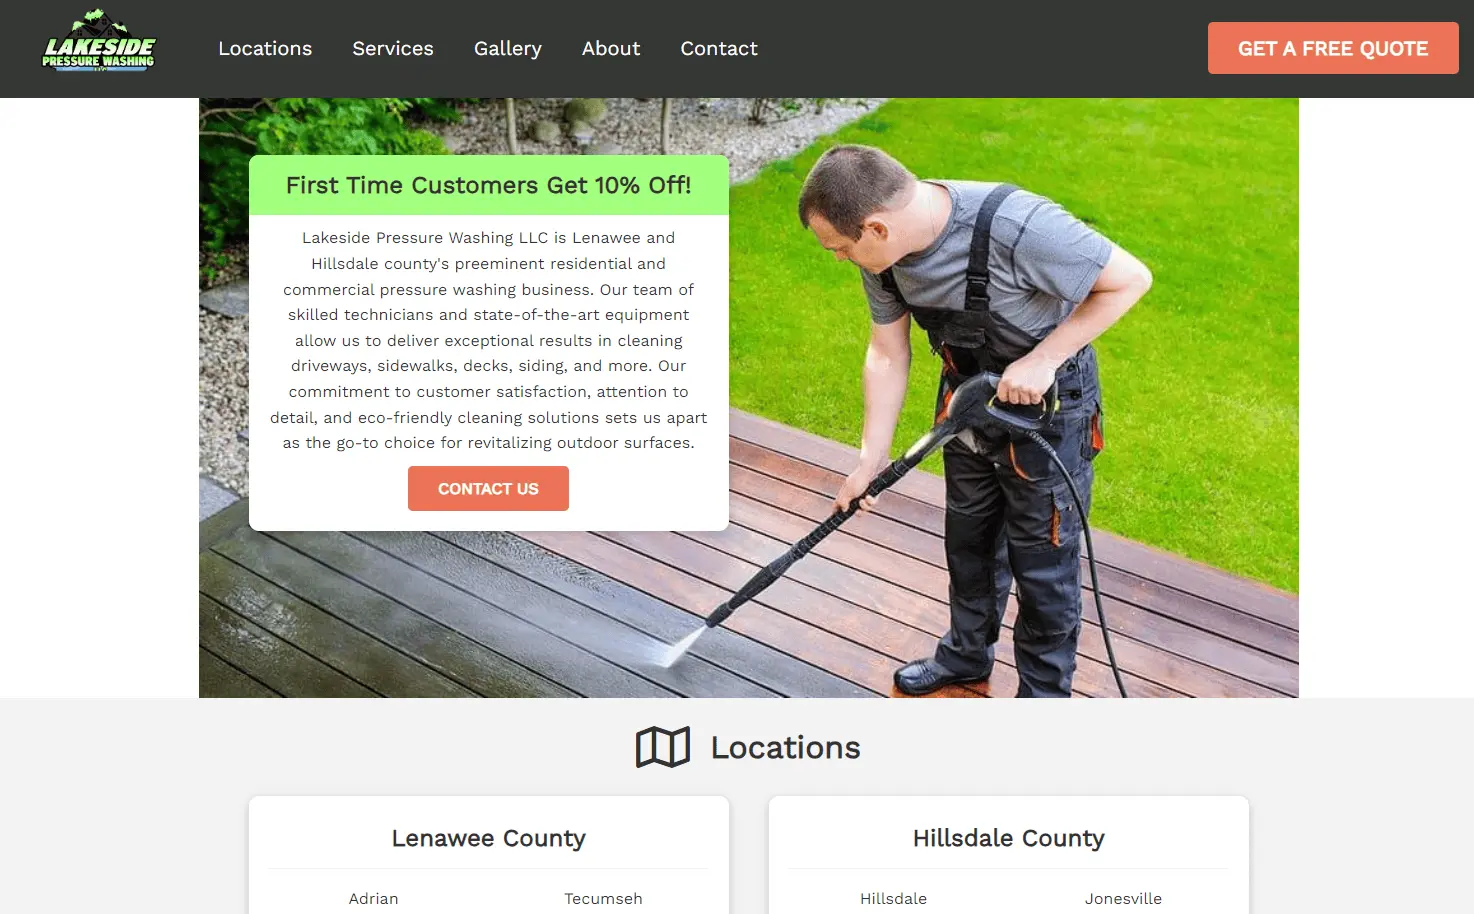 LAKESIDE
PRESSURE WASHING
Locations
Services
Gallery
About
Contact
GET A FREE QUOTE
First Time Customers Get 10% Off!
Lakeside Pressure Washing LLC is Lenawee and
Hillsdale county's preeminent residential and
commercial pressure washing business. Our team of
skilled technicians and state-of-the-art equipment
allow us to deliver exceptional results in cleaning
driveways, sidewalks, decks, siding, and more. Our
commitment to customer satisfaction, attention to
detail, and eco-friendly cleaning solutions sets us apart
as the go-to choice for revitalizing outdoor surfaces.
CONTACT US
Locations
Lenawee County
Adrian
Tecumseh
Hillsdale County
Hillsdale
Jonesville